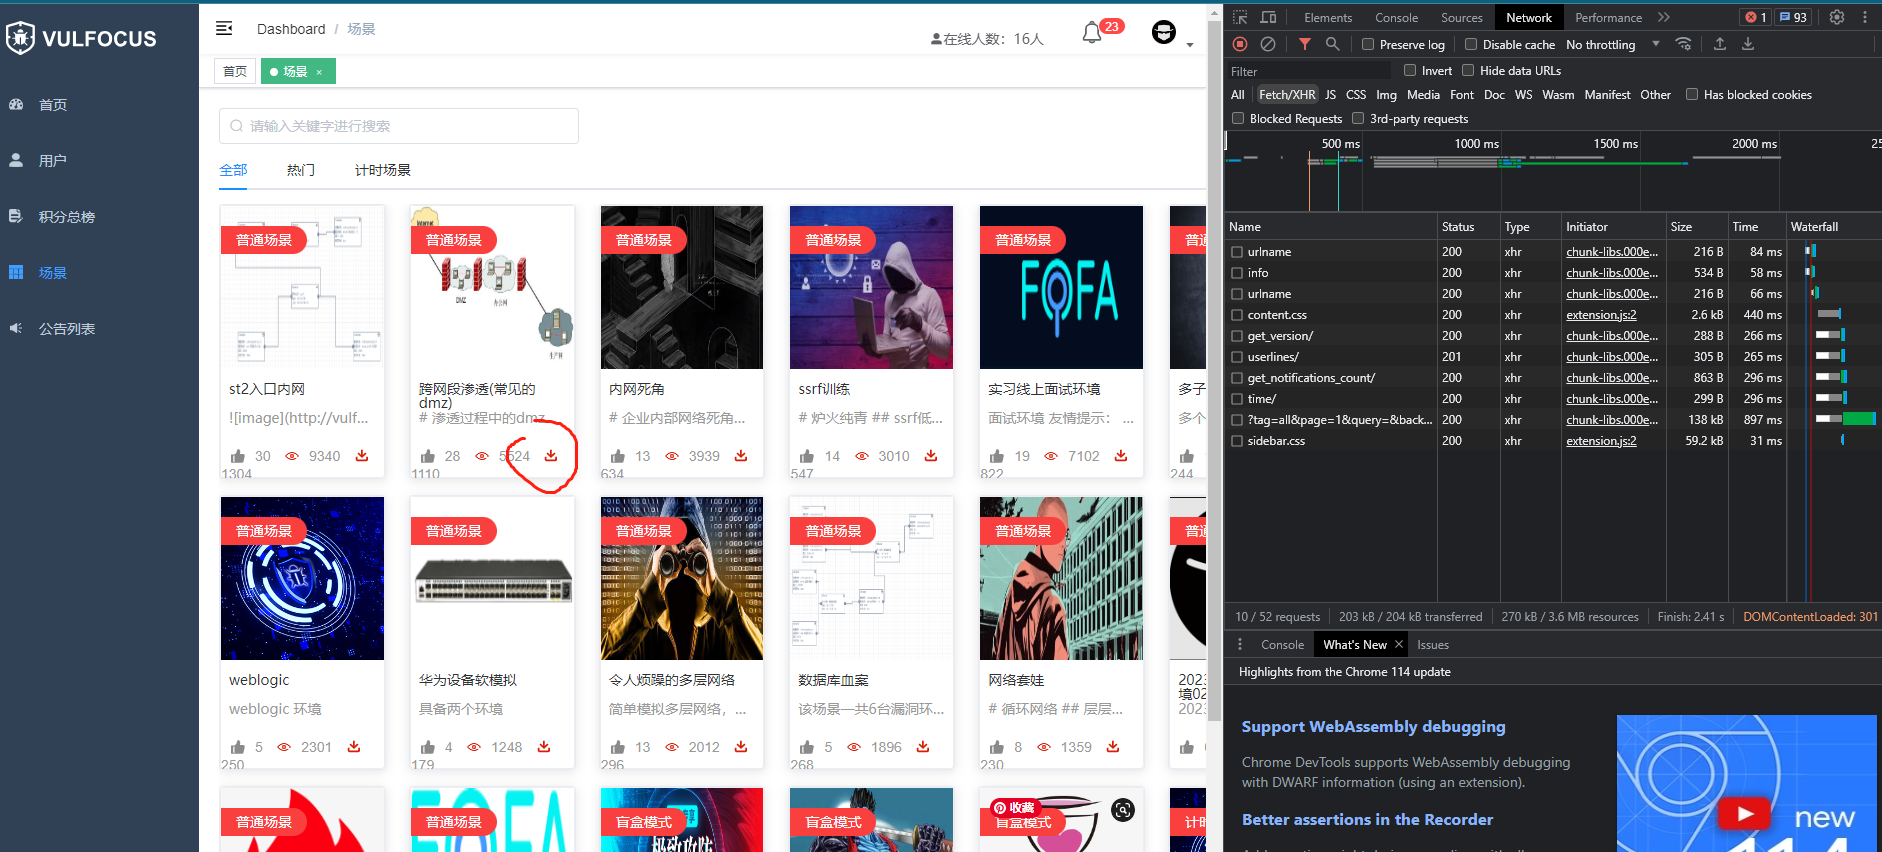 VULFOCUS
首页
用户
积分总榜
场景
公告列表
Dashboard / 场景
在线人数：16人
23
首页
场景 ×
请输入关键字进行搜索
全部 热门 计时场景
普通场景
st2入口内网
![image](http://vulf...
30 9340
1304
Internet
普通场景
DMZ
跨网段渗透(常见的
dmz)
# 渗透过程中的dmz
28 5524
1110
普通场景
内网死角
# 企业内部网络死角...
13 3939
634
普通场景
ssrf训练
# 炉火纯青 ## ssrf低...
14 3010
547
普通场景
FOFA
实习线上面试环境
面试环境 友情提示： ...
19 7102
822
普通
多子
多个
244
普通场景
weblogic
weblogic 环境
5 2301
250
普通场景
华为设备软模拟
具备两个环境
4 1248
179
普通场景
令人烦躁的多层网络
简单模拟多层网络，...
13 2012
296
普通场景
数据库血案
该场景一共6台漏洞环...
5 1896
268
普通场景
网络套娃
# 循环网络 ## 层层...
8 1359
230
普通
2023
境02
2023
普通场景
普通场景
FOFA
盲盒模式
盲盒模式
收藏
盲盒模式
计时
Elements Console Sources Network Performance
1 93
Preserve log Disable cache No throttling
Filter Invert Hide data URLs
All Fetch/XHR JS CSS Img Media Font Doc WS Wasm Manifest Other Has blocked cookies
Blocked Requests 3rd-party requests
500 ms 1000 ms 1500 ms 2000 ms 25
Name Status Type Initiator Size Time Waterfall
urlname 200 xhr chunk-libs.000e... 216 B 84 ms
info 200 xhr chunk-libs.000e... 534 B 58 ms
urlname 200 xhr chunk-libs.000e... 216 B 66 ms
content.css 200 xhr extension.js:2 2.6 kB 440 ms
get_version/ 200 xhr chunk-libs.000e... 288 B 266 ms
userlines/ 201 xhr chunk-libs.000e... 305 B 265 ms
get_notifications_count/ 200 xhr chunk-libs.000e... 863 B 296 ms
time/ 200 xhr chunk-libs.000e... 299 B 296 ms
?tag=all&page=1&query=&back... 200 xhr chunk-libs.000e... 138 kB 897 ms
sidebar.css 200 xhr extension.js:2 59.2 kB 31 ms
10 / 52 requests 203 kB / 204 kB transferred 270 kB / 3.6 MB resources Finish: 2.41 s DOMContentLoaded: 301
Console What's New × Issues
Highlights from the Chrome 114 update
Support WebAssembly debugging
Chrome DevTools supports WebAssembly debugging
with DWARF information (using an extension).
Better assertions in the Recorder
new
114